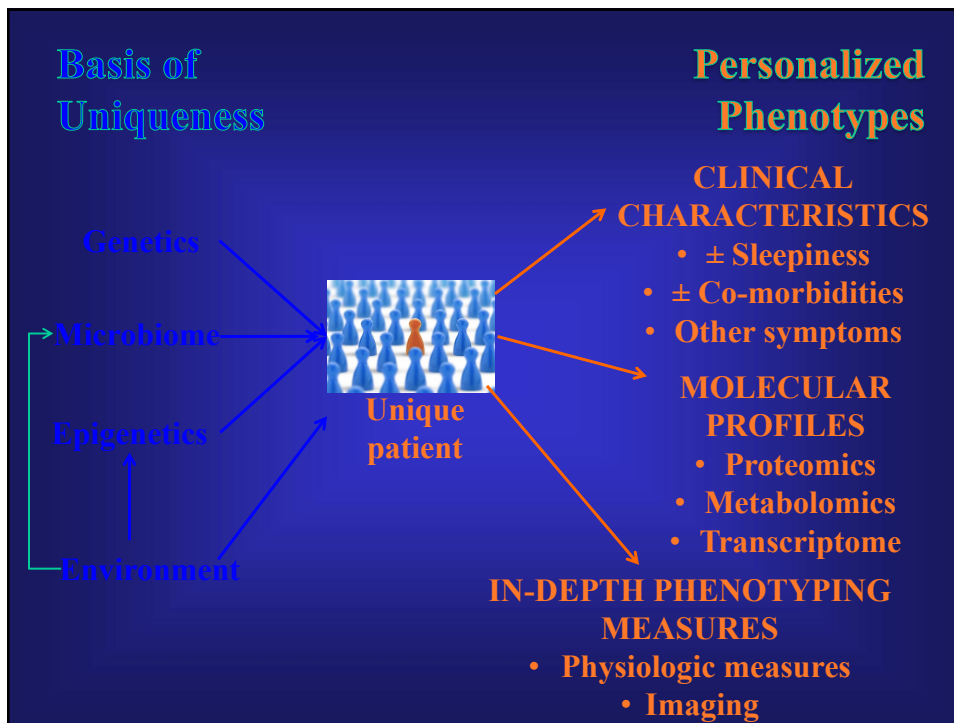 Basis of
Uniqueness
Genetics
Microbiome
Epigenetics
Environment
Unique
patient
Personalized
Phenotypes
CLINICAL
CHARACTERISTICS
• ± Sleepiness
• ± Co-morbidities
• Other symptoms
MOLECULAR
PROFILES
• Proteomics
• Metabolomics
• Transcriptome
IN-DEPTH PHENOTYPING
MEASURES
• Physiologic measures
• Imaging